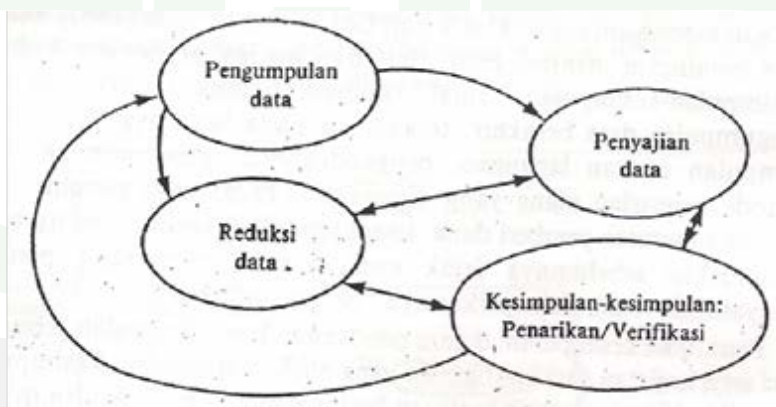 Pengumpulan
data
Penyajian
data
Reduksi
data
Kesimpulan-kesimpulan:
Penarikan/Verifikasi